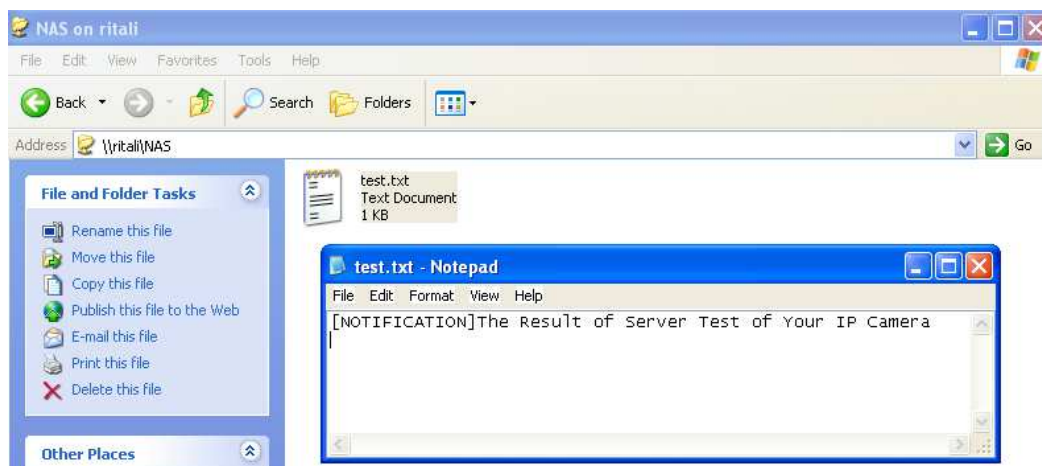 NAS on ritali
File Edit View Favorites Tools Help
Back Search Folders
Address \\ritali\NAS Go
File and Folder Tasks
Rename this file
Move this file
Copy this file
Publish this file to the Web
E-mail this file
Print this file
Delete this file
Other Places
test.txt
Text Document
1 KB
test.txt - Notepad
File Edit Format View Help
[NOTIFICATION]The Result of Server Test of Your IP Camera